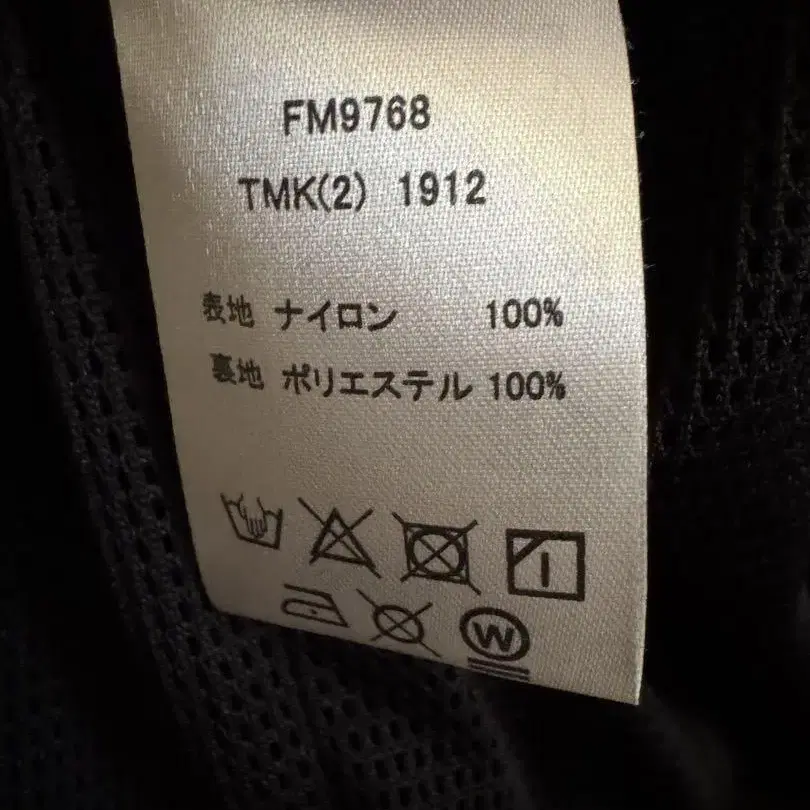 FM9768
TMK(2) 1912
表地 ナイロン 100%
裏地 ポリエステル 100%
W